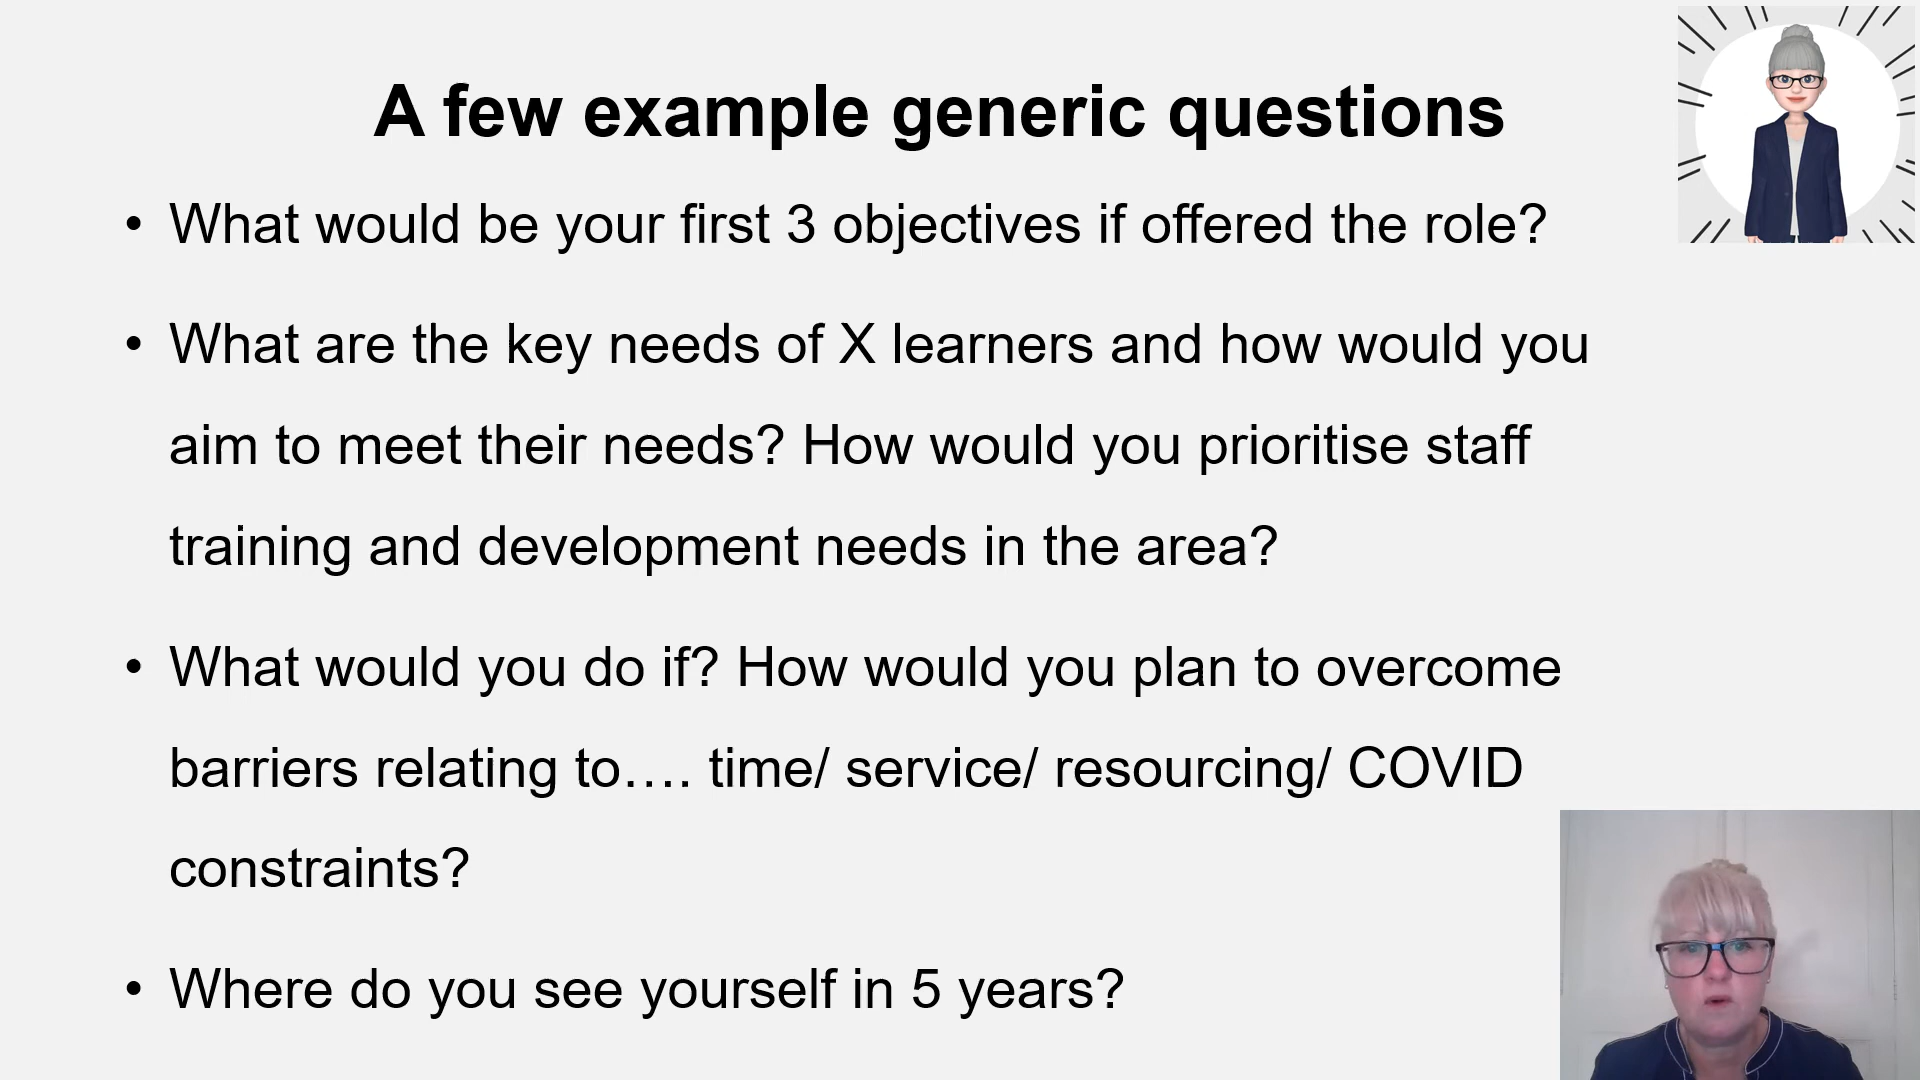 A few example generic questions
• What would be your first 3 objectives if offered the role?
• What are the key needs of X learners and how would you
aim to meet their needs? How would you prioritise staff
training and development needs in the area?
• What would you do if? How would you plan to overcome
barriers relating to…. time/ service/ resourcing/ COVID
constraints?
• Where do you see yourself in 5 years?